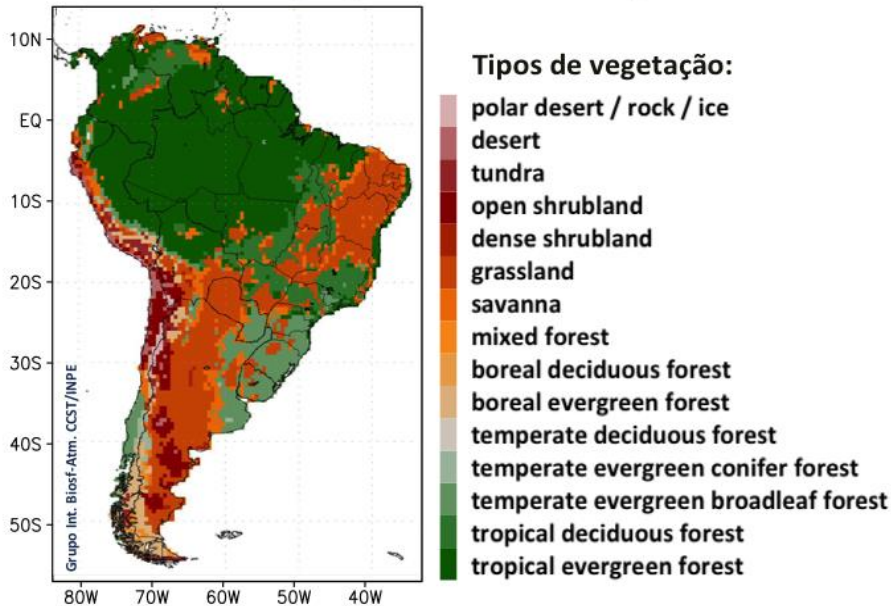 10N
EQ
10S
20S
30S
40S
50S
80W 70W 60W 50W 40W
Grupo Int. Biosf-Atm. CCST/INPE
Tipos de vegetação:
polar desert / rock / ice
desert
tundra
open shrubland
dense shrubland
grassland
savanna
mixed forest
boreal deciduous forest
boreal evergreen forest
temperate deciduous forest
temperate evergreen conifer forest
temperate evergreen broadleaf forest
tropical deciduous forest
tropical evergreen forest